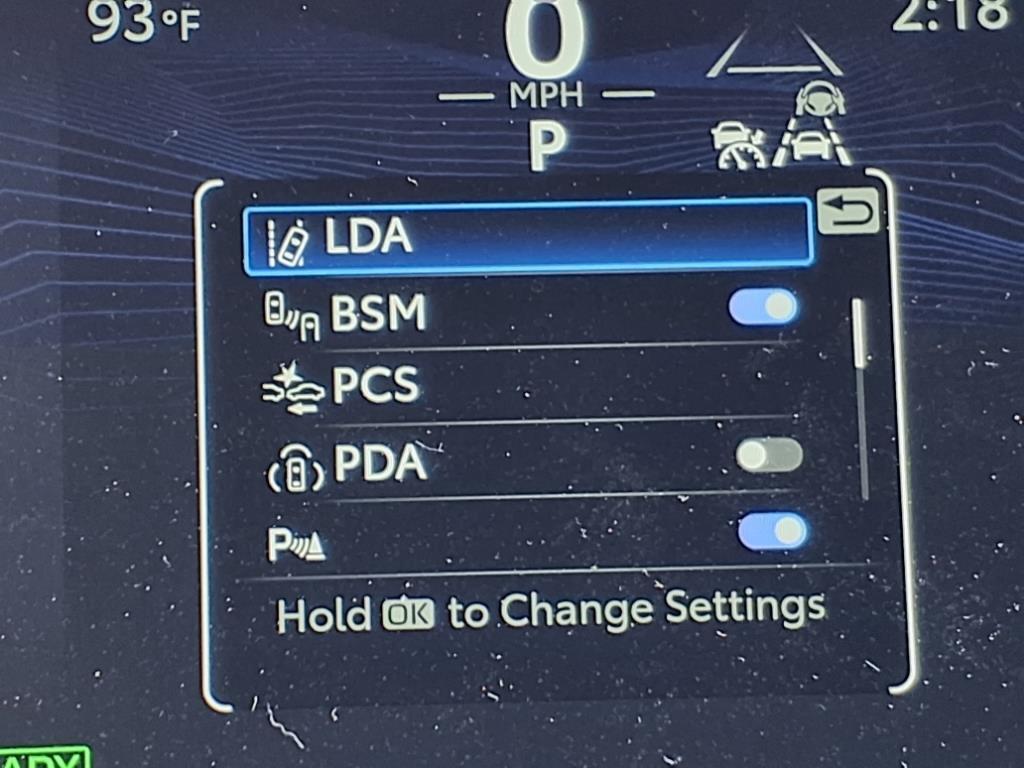 93°F
2:18
0
MPH
P
LDA
BSM
PCS
PDA
P
Hold OK to Change Settings